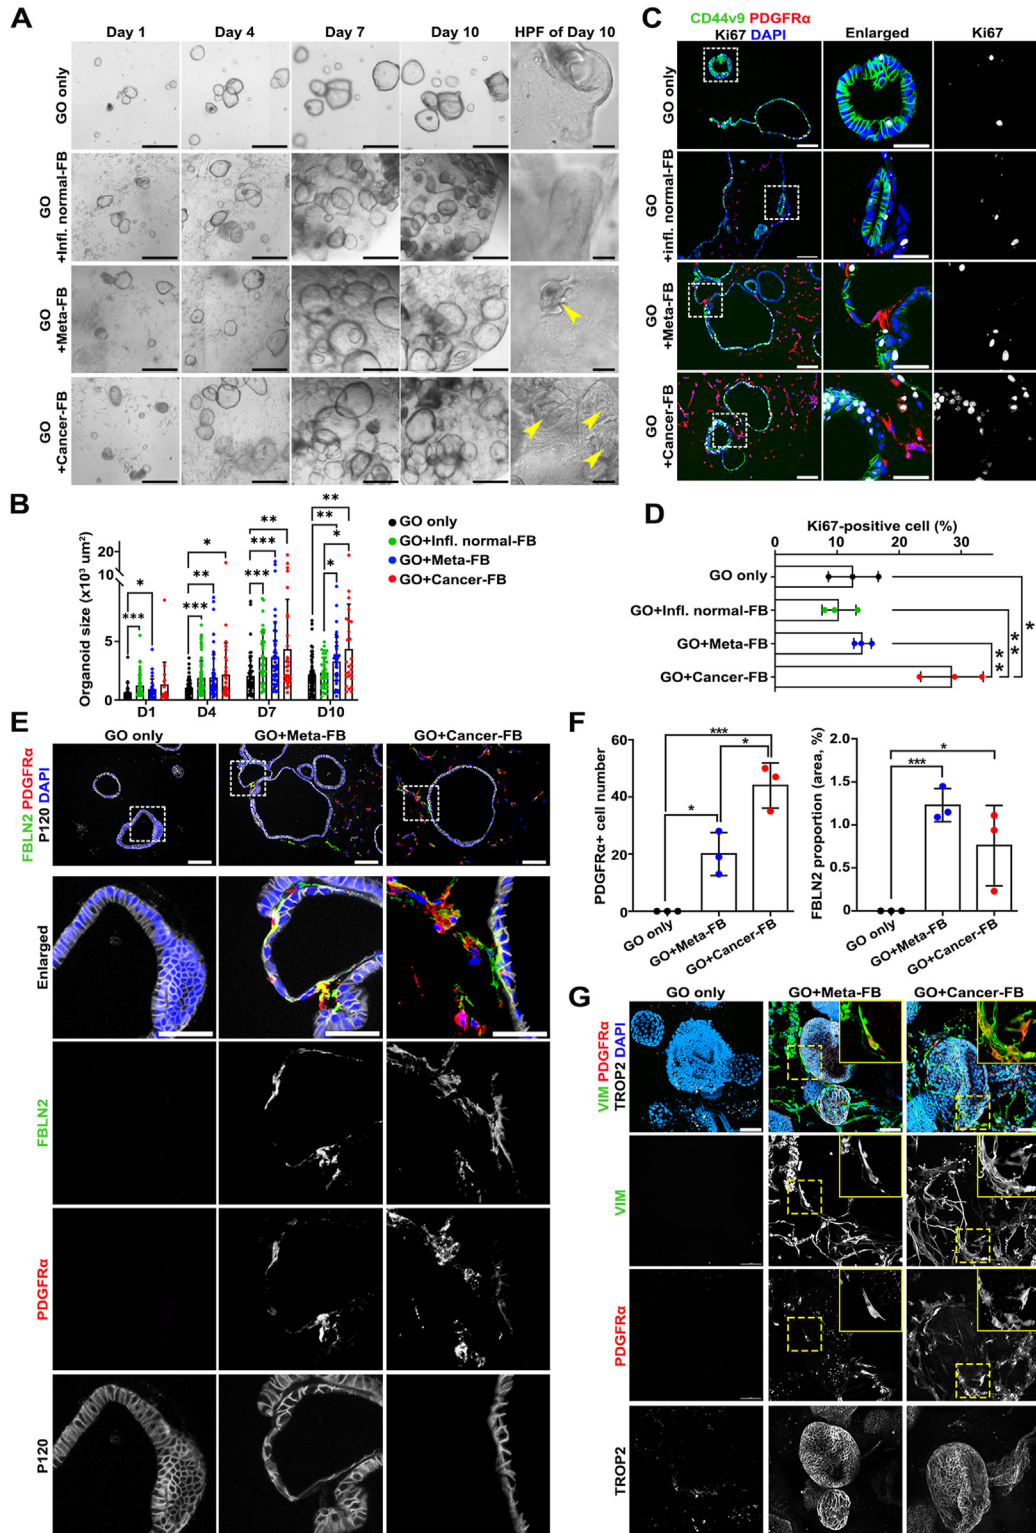 A
Day 1
Day 4
Day 7
Day 10
HPF of Day 10
GO only
GO
+Infl. normal-FB
GO
+Meta-FB
GO
+Cancer-FB
B
Organoid size (x10³ um²)
20
10
5
0
D1
D4
D7
D10
*
***
*
**
***
**
***
***
**
**
*
*
GO only
GO+Infl. normal-FB
GO+Meta-FB
GO+Cancer-FB
C
CD44v9 PDGFRα
Ki67 DAPI
Enlarged
Ki67
GO only
GO
+infl. normal-FB
GO
+Meta-FB
GO
+Cancer-FB
D
Ki67-positive cell (%)
0
10
20
30
GO only
GO+Infl. normal-FB
GO+Meta-FB
GO+Cancer-FB
*
**
**
E
GO only
GO+Meta-FB
GO+Cancer-FB
FBLN2 PDGFRα
P120 DAPI
Enlarged
FBLN2
PDGFRα
P120
F
PDGFRα+ cell number
60
40
20
0
***
*
*
GO only
GO+Meta-FB
GO+Cancer-FB
FBLN2 proportion (area, %)
2.0
1.5
1.0
0.5
0
*
***
GO only
GO+Meta-FB
GO+Cancer-FB
G
GO only
GO+Meta-FB
GO+Cancer-FB
VIM PDGFRα
TROP2 DAPI
VIM
PDGFRα
TROP2